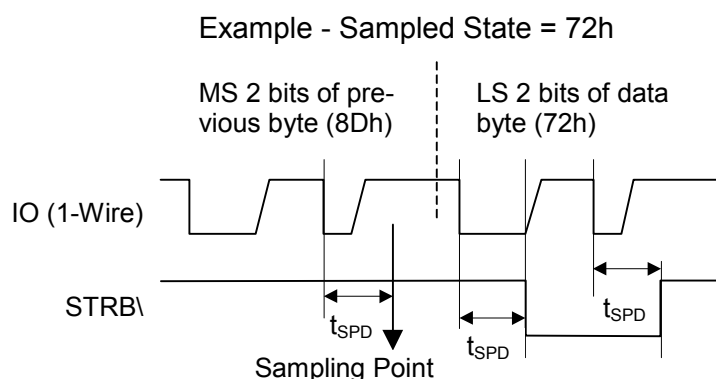 Example - Sampled State = 72h
MS 2 bits of pre-
vious byte (8Dh)
LS 2 bits of data
byte (72h)
IO (1-Wire)
STRB\
tSPD
tSPD
tSPD
Sampling Point